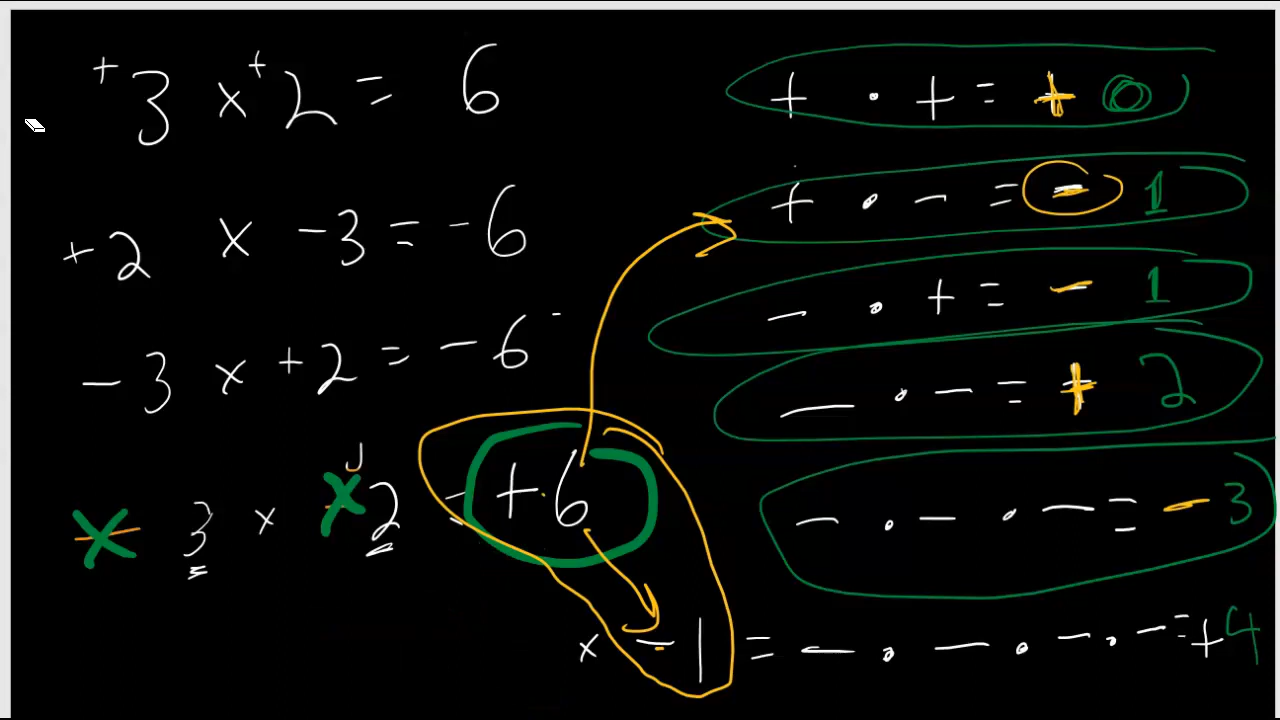 +3 x +2 = 6
+2 x -3 = -6
-3 x +2 = -6
-3 x -2 = +6
x -1 = - · - · - · - = + 4
+ · + = + 0
+ · - = - 1
- · + = - 1
- · - = + 2
- · - · - = - 3